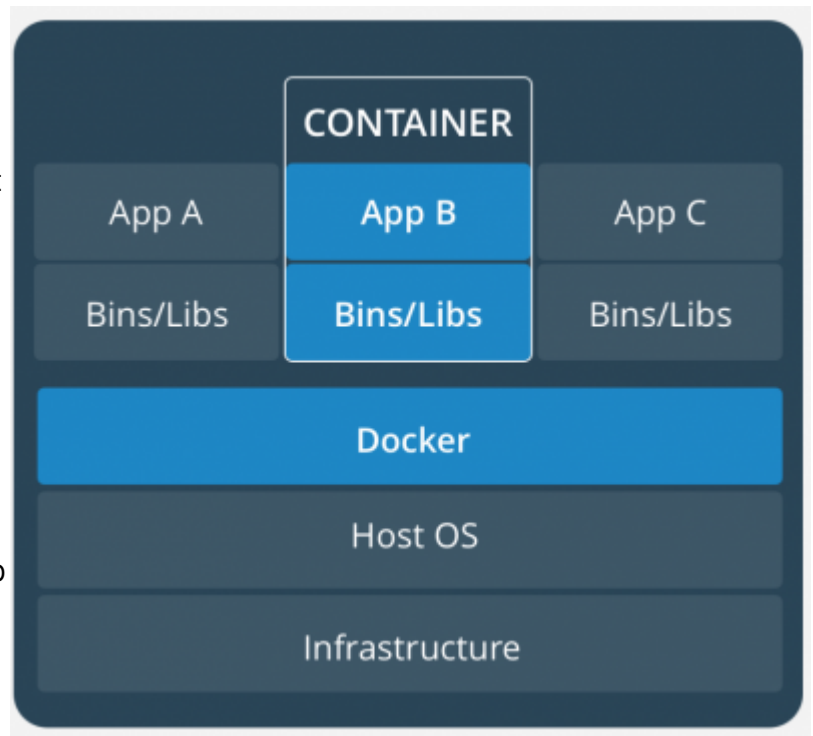 CONTAINER
App A App B App C
Bins/Libs Bins/Libs Bins/Libs
Docker
Host OS
Infrastructure